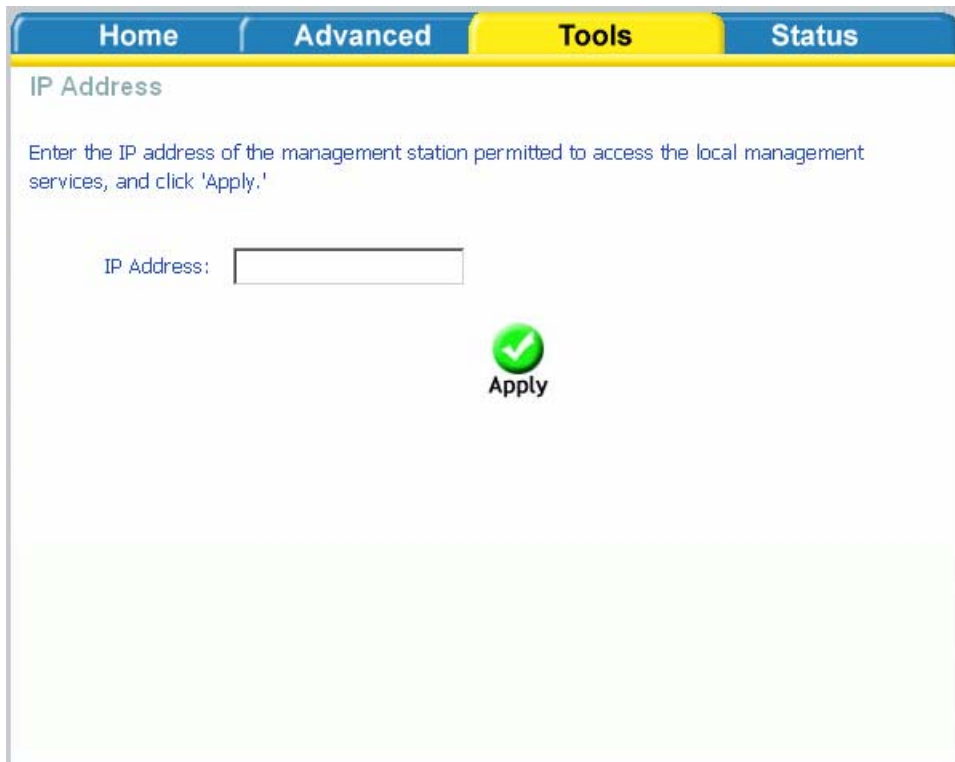 Home Advanced Tools Status
IP Address
Enter the IP address of the management station permitted to access the local management
services, and click 'Apply.'
IP Address:
Apply